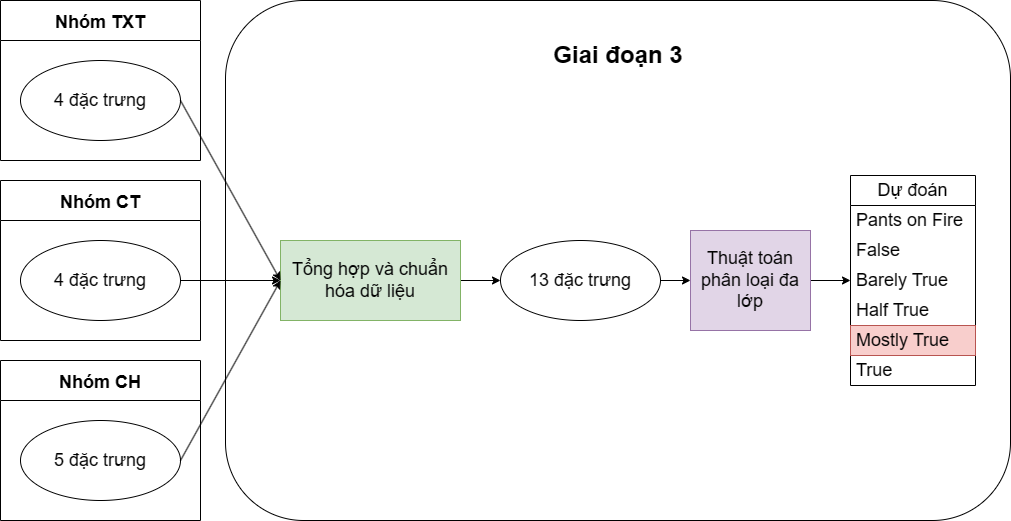 Nhóm TXT
4 đặc trưng
Nhóm CT
4 đặc trưng
Nhóm CH
5 đặc trưng
Giai đoạn 3
Tổng hợp và chuẩn
hóa dữ liệu
13 đặc trưng
Thuật toán
phân loại đa
lớp
Dự đoán
Pants on Fire
False
Barely True
Half True
Mostly True
True